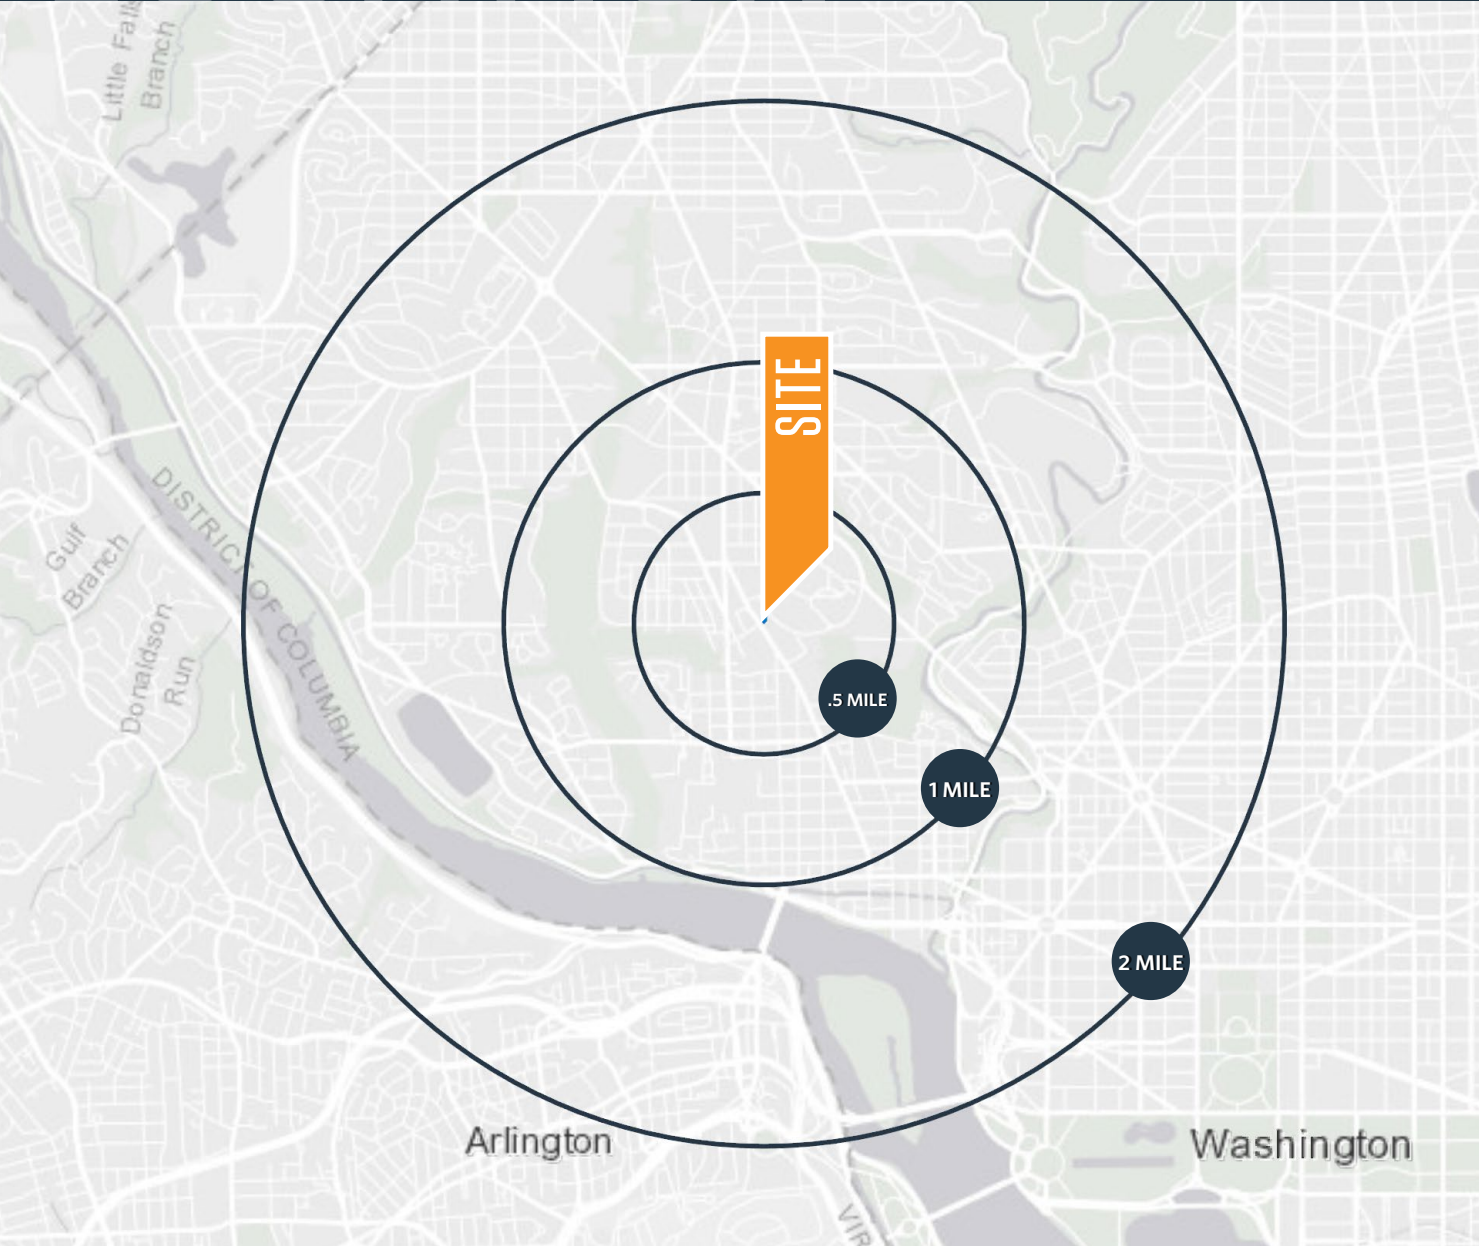 Little Falls
Branch
SITE
DISTRICT OF COLUMBIA
Gulf
Branch
Donaldson
Run
.5 MILE
1 MILE
2 MILE
Arlington
Washington
VIR